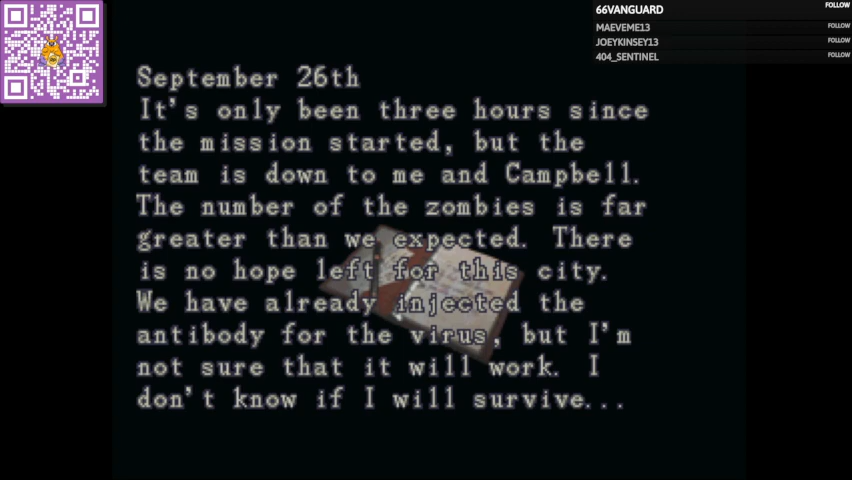 66VANGUARD FOLLOW
MAEVEME13 FOLLOW
JOEYKINSEY13 FOLLOW
404_SENTINEL FOLLOW
September 26th
It's only been three hours since
the mission started, but the
team is down to me and Campbell.
The number of the zombies is far
greater than we expected. There
is no hope left for this city.
We have already injected the
antibody for the virus, but I'm
not sure that it will work. I
don't know if I will survive...